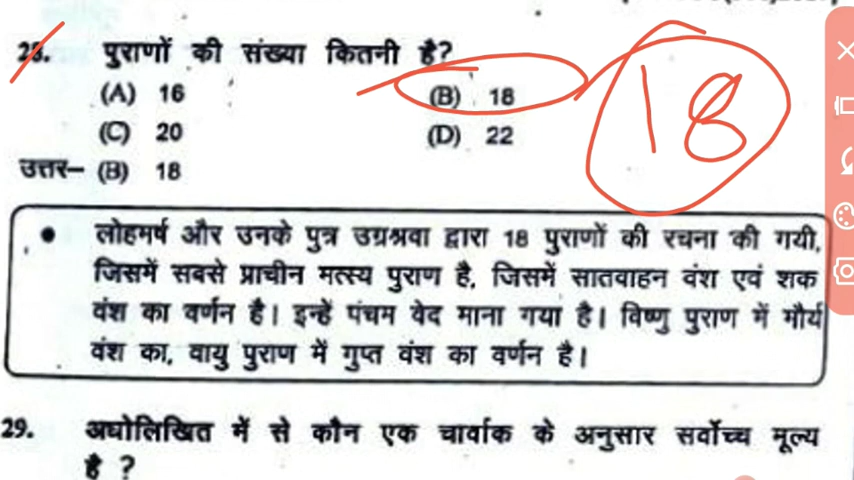 28. पुराणों की संख्या कितनी है?
(A) 16 (B) 18
(C) 20 (D) 22
उत्तर– (B) 18
18
• लोहमर्ष और उनके पुत्र उग्रश्रवा द्वारा 18 पुराणों की रचना की गयी,
जिसमें सबसे प्राचीन मत्स्य पुराण है, जिसमें सातवाहन वंश एवं शक
वंश का वर्णन है। इन्हें पंचम वेद माना गया है। विष्णु पुराण में मौर्य
वंश का, वायु पुराण में गुप्त वंश का वर्णन है।
29. अधोलिखित में से कौन एक चार्वाक के अनुसार सर्वोच्च मूल्य
है ?